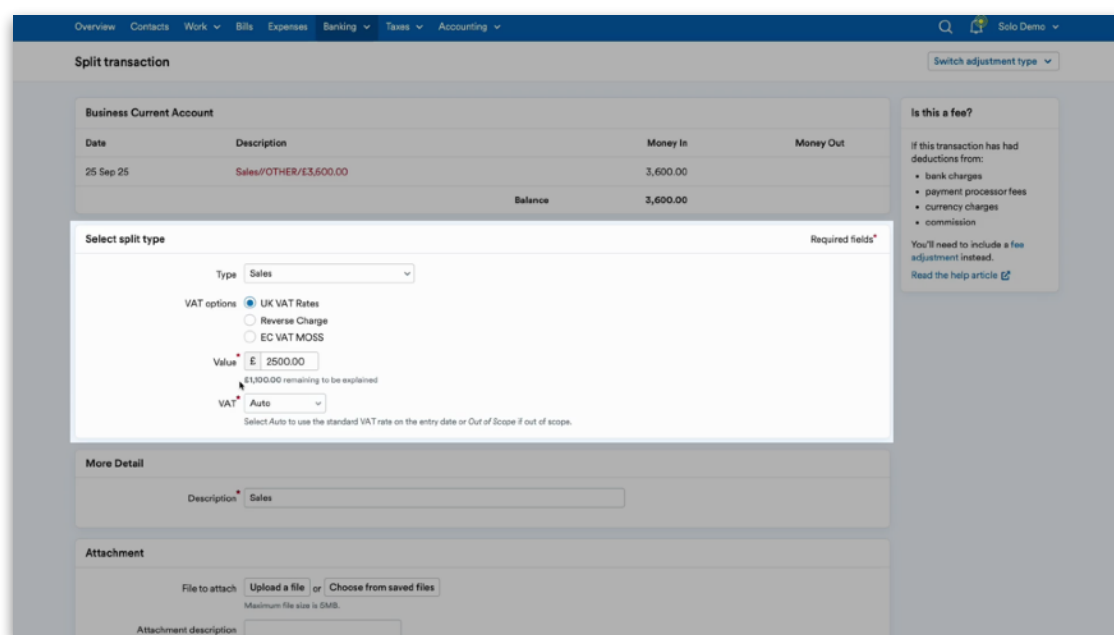 Overview Contacts Work Bills Expenses Banking Taxes Accounting Solo Demo
Split transaction Switch adjustment type
Business Current Account
Date Description Money In Money Out
25 Sep 25 Sales//OTHER/£3,600.00 3,600.00
Balance 3,600.00
Is this a fee?
If this transaction has had
deductions from:
• bank charges
• payment processor fees
• currency charges
• commission
You'll need to include a fee
adjustment instead.
Read the help article
Select split type Required fields*
Type Sales
VAT options UK VAT Rates
Reverse Charge
EC VAT MOSS
Value* £ 2500.00
£1,100.00 remaining to be explained
VAT* Auto
Select Auto to use the standard VAT rate on the entry date or Out of Scope if out of scope.
More Detail
Description* Sales
Attachment
File to attach Upload a file or Choose from saved files
Maximum file size is 5MB.
Attachment description